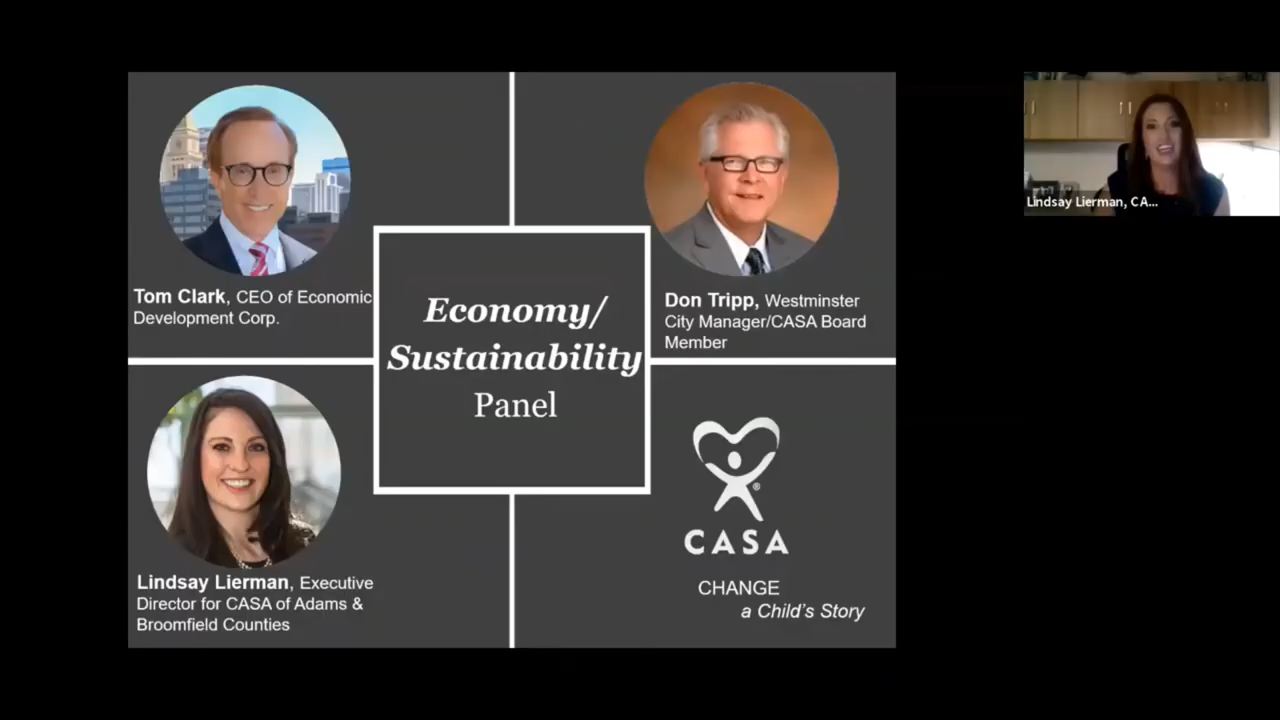 Tom Clark, CEO of Economic
Development Corp.
Economy/
Sustainability
Panel
Don Tripp, Westminster
City Manager/CASA Board
Member
Lindsay Lierman, Executive
Director for CASA of Adams &
Broomfield Counties
®
CASA
CHANGE
a Child's Story
Lindsay Lierman, CA...